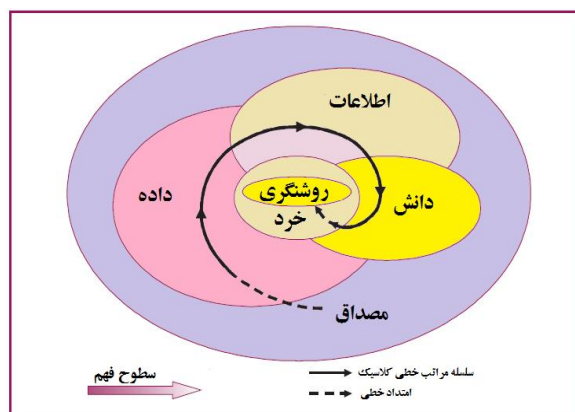 اطلاعات
داده
دانش
روشنگری
خرد
مصداق
سطوح فهم
سلسله مراتب خطی کلاسیک
امتداد خطی